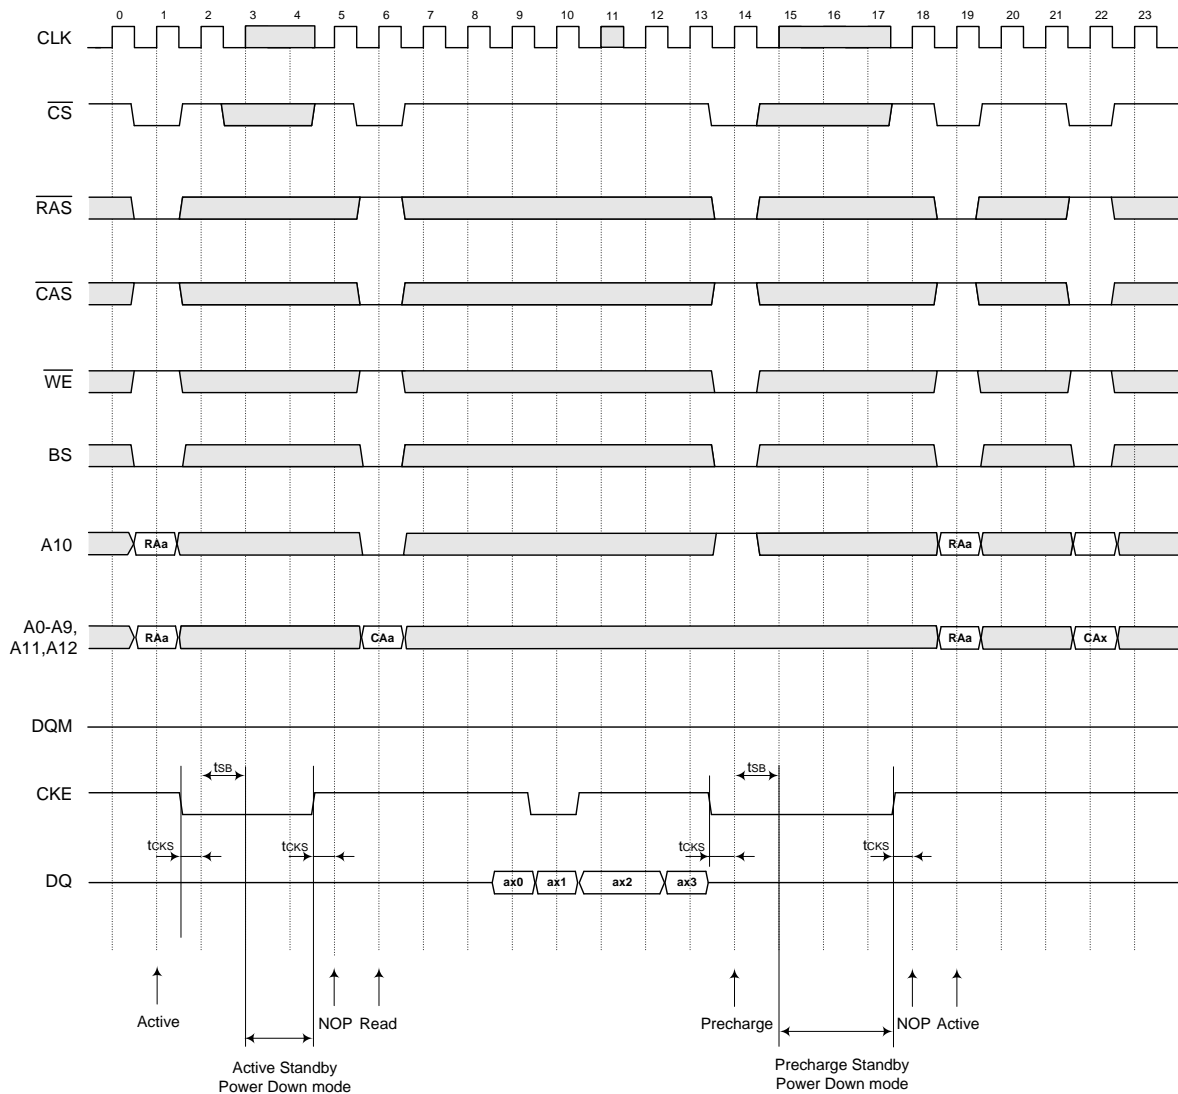 0 1 2 3 4 5 6 7 8 9 10 11 12 13 14 15 16 17 18 19 20 21 22 23
CLK
CS
RAS
CAS
WE
BS
A10 RAa RAa
A0-A9,
A11,A12 RAa CAa RAa CAx
DQM
tSB tSB
CKE
tCKS tCKS tCKS tCKS
DQ ax0 ax1 ax2 ax3
Active NOP Read Precharge NOP Active
Active Standby
Power Down mode
Precharge Standby
Power Down mode